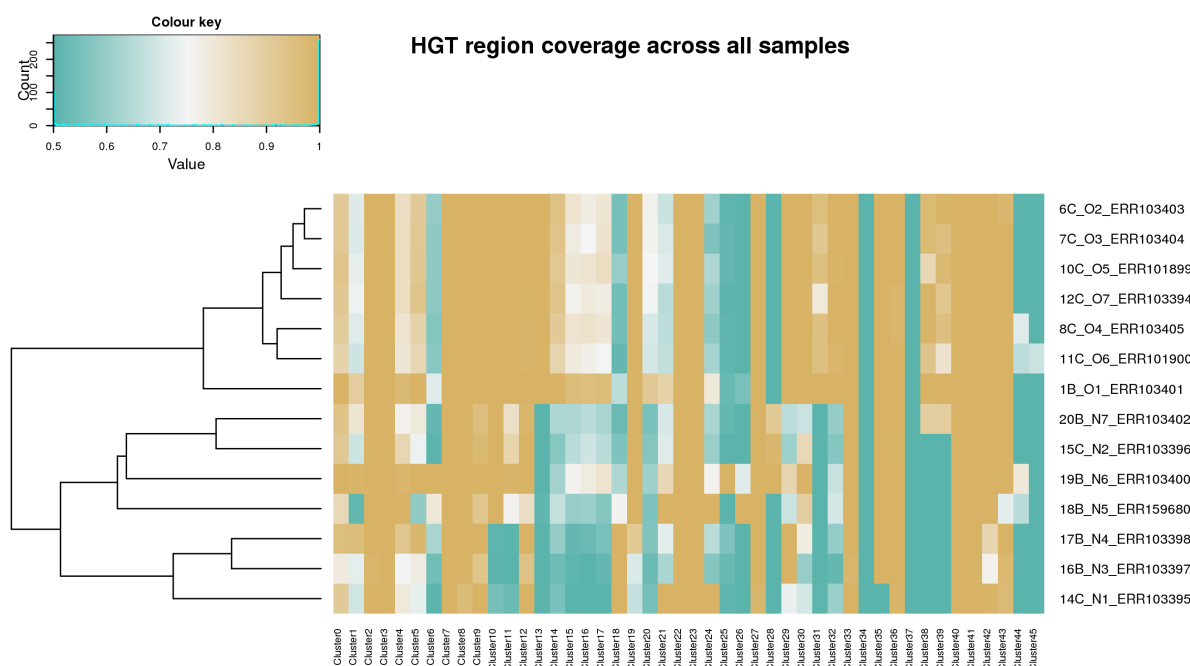 Colour key
HGT region coverage across all samples
Count
0
100
200
0.5 0.6 0.7 0.8 0.9 1
Value
6C_O2_ERR103403
7C_O3_ERR103404
10C_O5_ERR101899
12C_O7_ERR103394
8C_O4_ERR103405
11C_O6_ERR101900
1B_O1_ERR103401
20B_N7_ERR103402
15C_N2_ERR103396
19B_N6_ERR103400
18B_N5_ERR159680
17B_N4_ERR103398
16B_N3_ERR103397
14C_N1_ERR103395
Cluster0
Cluster1
Cluster2
Cluster3
Cluster4
Cluster5
Cluster6
Cluster7
Cluster8
Cluster9
Cluster10
Cluster11
Cluster12
Cluster13
Cluster14
Cluster15
Cluster16
Cluster17
Cluster18
Cluster19
Cluster20
Cluster21
Cluster22
Cluster23
Cluster24
Cluster25
Cluster26
Cluster27
Cluster28
Cluster29
Cluster30
Cluster31
Cluster32
Cluster33
Cluster34
Cluster35
Cluster36
Cluster37
Cluster38
Cluster39
Cluster40
Cluster41
Cluster42
Cluster43
Cluster44
Cluster45